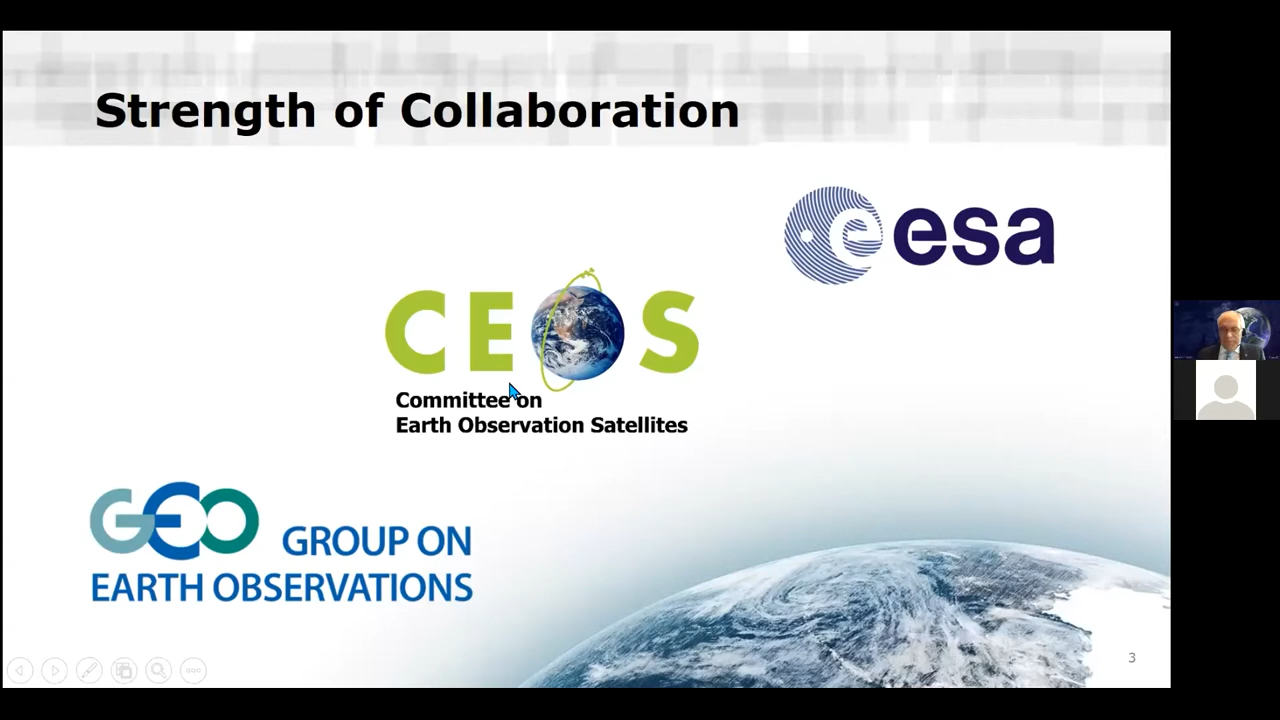 Strength of Collaboration
esa
CEOS
Committee on
Earth Observation Satellites
GEO GROUP ON
EARTH OBSERVATIONS
3